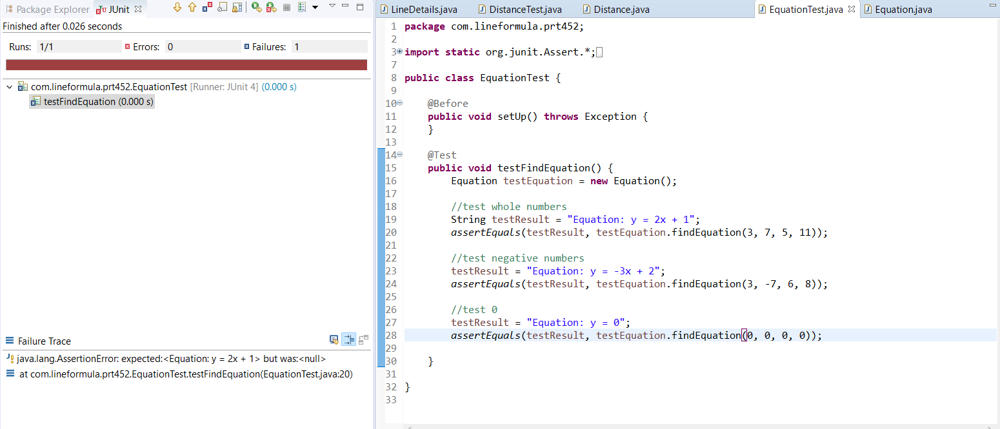 Package Explorer JUnit
Finished after 0.026 seconds
Runs: 1/1 Errors: 0 Failures: 1
com.lineformula.prt452.EquationTest [Runner: JUnit 4] (0.000 s)
testFindEquation (0.000 s)
Failure Trace
java.lang.AssertionError: expected:<Equation: y = 2x + 1> but was:<null>
at com.lineformula.prt452.EquationTest.testFindEquation(EquationTest.java:20)
LineDetails.java DistanceTest.java Distance.java EquationTest.java Equation.java
1 package com.lineformula.prt452;
2
3 import static org.junit.Assert.*;
7
8 public class EquationTest {
9
10 @Before
11 public void setUp() throws Exception {
12 }
13
14 @Test
15 public void testFindEquation() {
16 Equation testEquation = new Equation();
17
18 //test whole numbers
19 String testResult = "Equation: y = 2x + 1";
20 assertEquals(testResult, testEquation.findEquation(3, 7, 5, 11));
21
22 //test negative numbers
23 testResult = "Equation: y = -3x + 2";
24 assertEquals(testResult, testEquation.findEquation(3, -7, 6, 8));
25
26 //test 0
27 testResult = "Equation: y = 0";
28 assertEquals(testResult, testEquation.findEquation(0, 0, 0, 0));
29
30 }
31
32 }
33